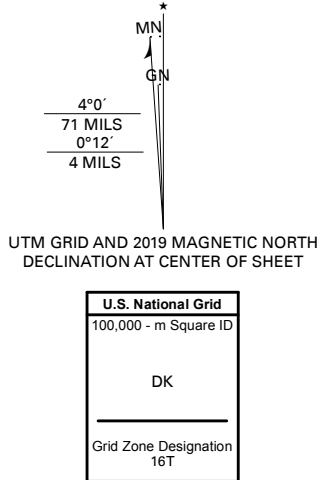 MN
GN
4°0´
71 MILS
0°12´
4 MILS
UTM GRID AND 2019 MAGNETIC NORTH
DECLINATION AT CENTER OF SHEET
U.S. National Grid
100,000 - m Square ID
DK
Grid Zone Designation
16T